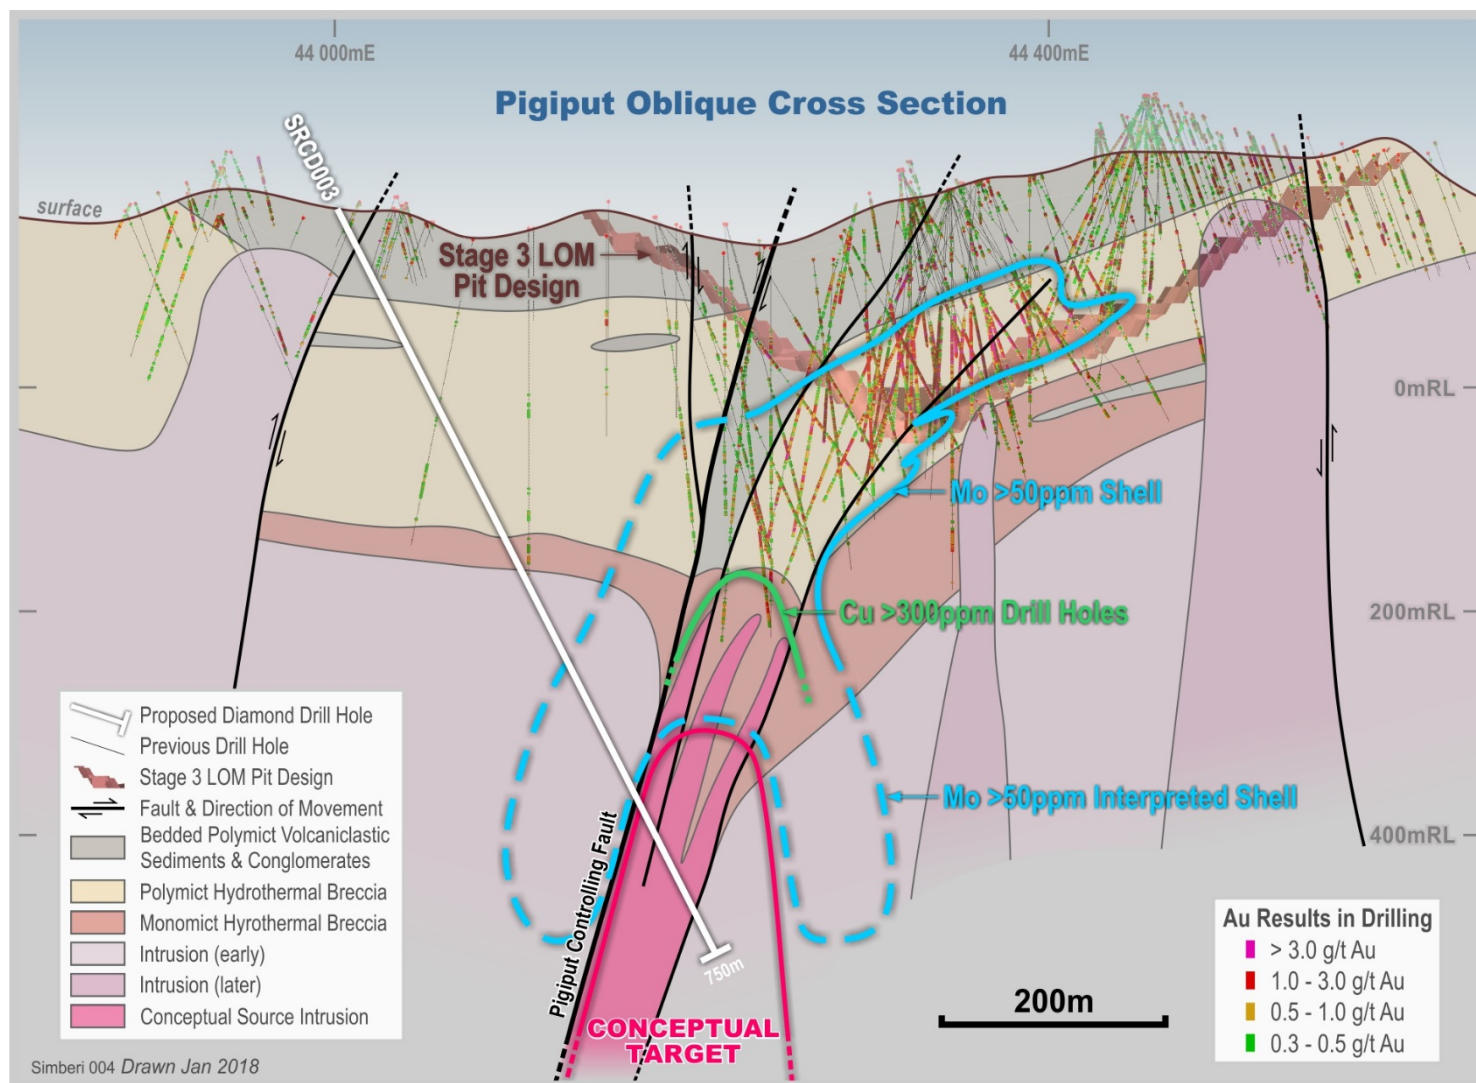 44 000mE
44 400mE
Pigiput Oblique Cross Section
SRCD003
surface
Stage 3 LOM
Pit Design
0mRL
Mo >50ppm Shell
Cu >300ppm Drill Holes
200mRL
Mo >50ppm Interpreted Shell
400mRL
Pigiput Controlling Fault
750m
CONCEPTUAL
TARGET
Proposed Diamond Drill Hole
Previous Drill Hole
Stage 3 LOM Pit Design
Fault & Direction of Movement
Bedded Polymict Volcaniclastic
Sediments & Conglomerates
Polymict Hydrothermal Breccia
Monomict Hyrothermal Breccia
Intrusion (early)
Intrusion (later)
Conceptual Source Intrusion
Au Results in Drilling
> 3.0 g/t Au
1.0 - 3.0 g/t Au
0.5 - 1.0 g/t Au
0.3 - 0.5 g/t Au
200m
Simberi 004 Drawn Jan 2018